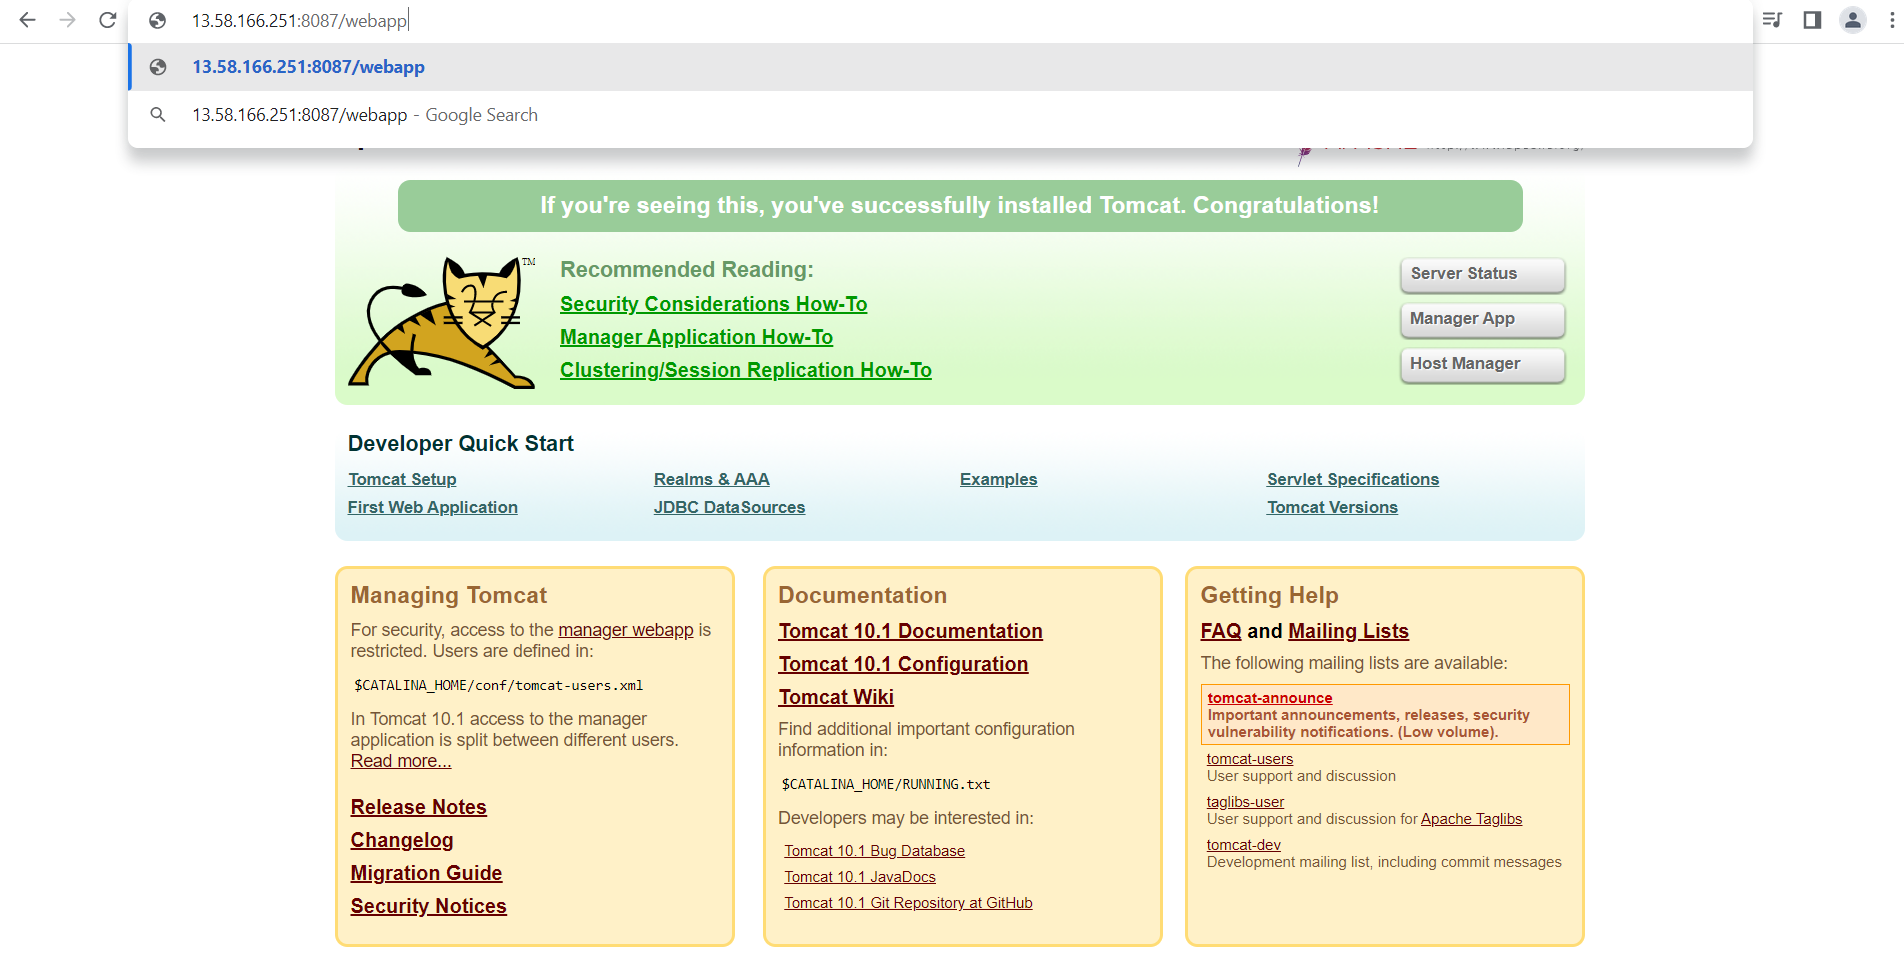 13.58.166.251:8087/webapp
13.58.166.251:8087/webapp
13.58.166.251:8087/webapp - Google Search
If you're seeing this, you've successfully installed Tomcat. Congratulations!
TM
Recommended Reading:
Security Considerations How-To
Manager Application How-To
Clustering/Session Replication How-To
Server Status
Manager App
Host Manager
Developer Quick Start
Tomcat Setup
Realms & AAA
Examples
Servlet Specifications
First Web Application
JDBC DataSources
Tomcat Versions
Managing Tomcat
For security, access to the manager webapp is
restricted. Users are defined in:
$CATALINA_HOME/conf/tomcat-users.xml
In Tomcat 10.1 access to the manager
application is split between different users.
Read more...
Release Notes
Changelog
Migration Guide
Security Notices
Documentation
Tomcat 10.1 Documentation
Tomcat 10.1 Configuration
Tomcat Wiki
Find additional important configuration
information in:
$CATALINA_HOME/RUNNING.txt
Developers may be interested in:
Tomcat 10.1 Bug Database
Tomcat 10.1 JavaDocs
Tomcat 10.1 Git Repository at GitHub
Getting Help
FAQ and Mailing Lists
The following mailing lists are available:
tomcat-announce
Important announcements, releases, security
vulnerability notifications. (Low volume).
tomcat-users
User support and discussion
taglibs-user
User support and discussion for Apache Taglibs
tomcat-dev
Development mailing list, including commit messages